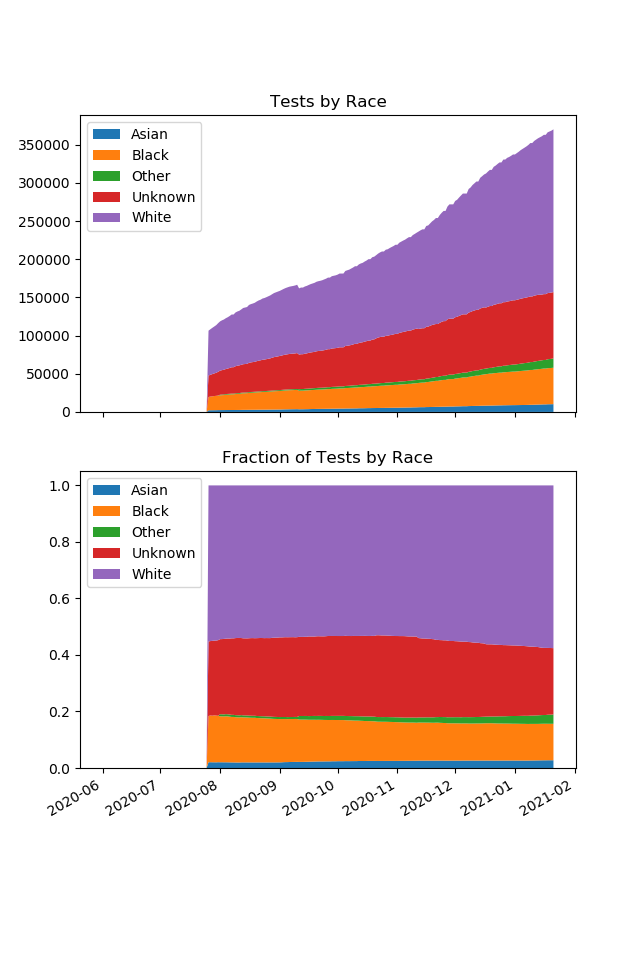 Tests by Race
Asian
Black
Other
Unknown
White
350000
300000
250000
200000
150000
100000
50000
0
Fraction of Tests by Race
Asian
Black
Other
Unknown
White
1.0
0.8
0.6
0.4
0.2
0.0
2020-06
2020-07
2020-08
2020-09
2020-10
2020-11
2020-12
2021-01
2021-02